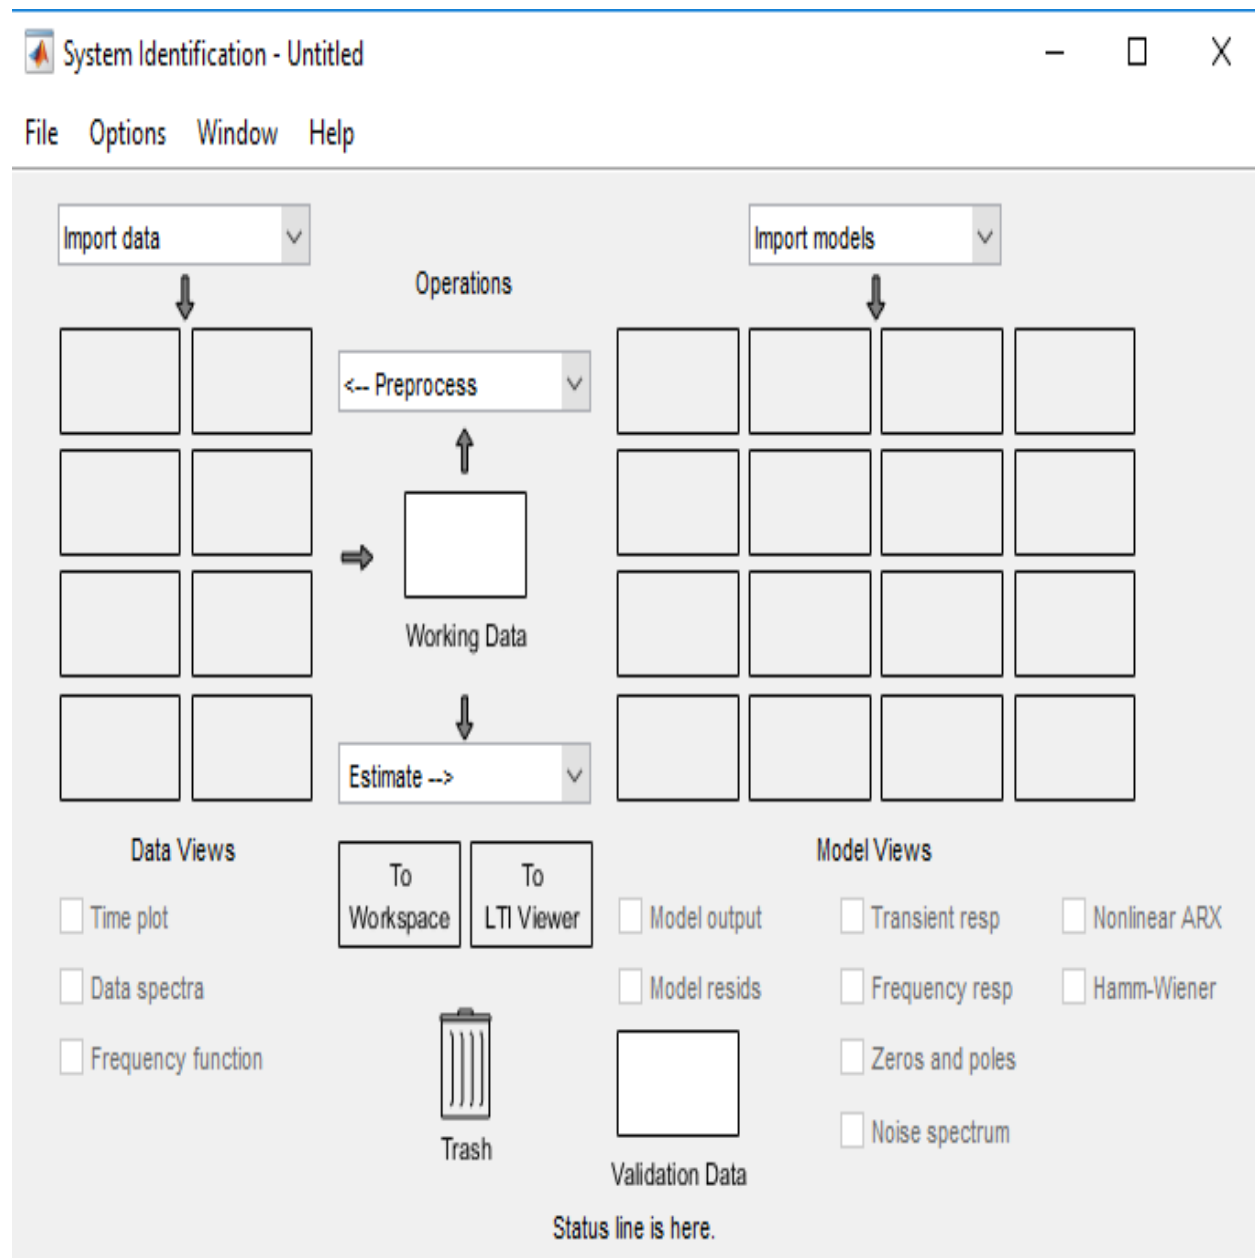 System Identification - Untitled
File Options Window Help
Import data
Import models
Operations
<-- Preprocess
Working Data
Estimate -->
Data Views
Model Views
To
Workspace
To
LTI Viewer
Time plot
Data spectra
Frequency function
Model output
Model resids
Transient resp
Frequency resp
Zeros and poles
Noise spectrum
Nonlinear ARX
Hamm-Wiener
Trash
Validation Data
Status line is here.